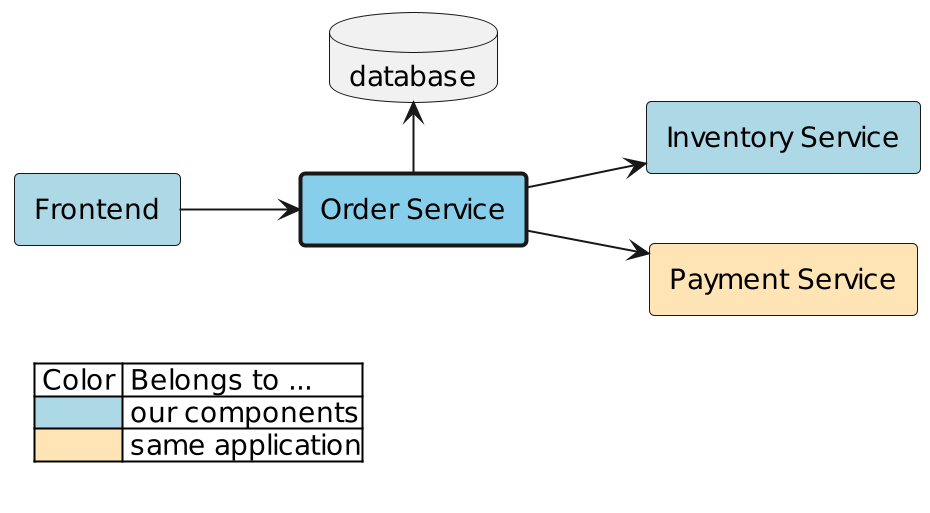 database
Inventory Service
Frontend
Order Service
Payment Service
Color Belongs to ...
our components
same application